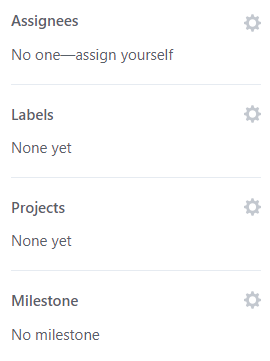 Assignees
No one—assign yourself
Labels
None yet
Projects
None yet
Milestone
No milestone